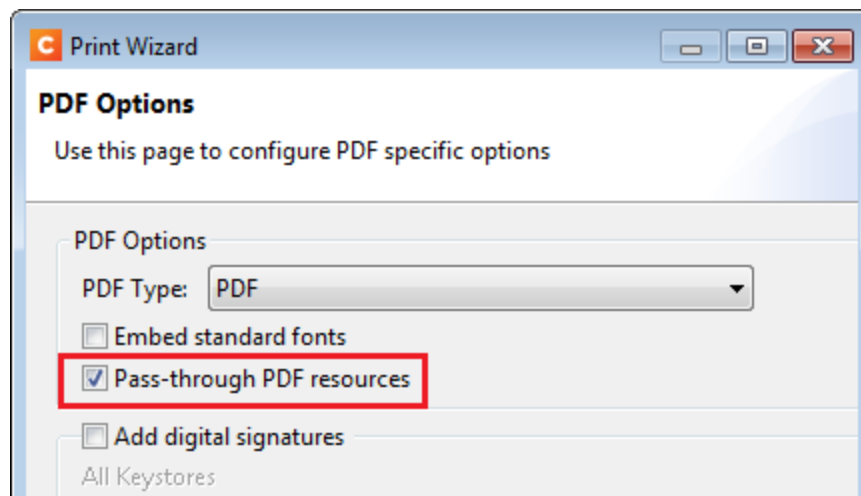 C Print Wizard
PDF Options
Use this page to configure PDF specific options
PDF Options
PDF Type: PDF
Embed standard fonts
Pass-through PDF resources
Add digital signatures
All Keystores